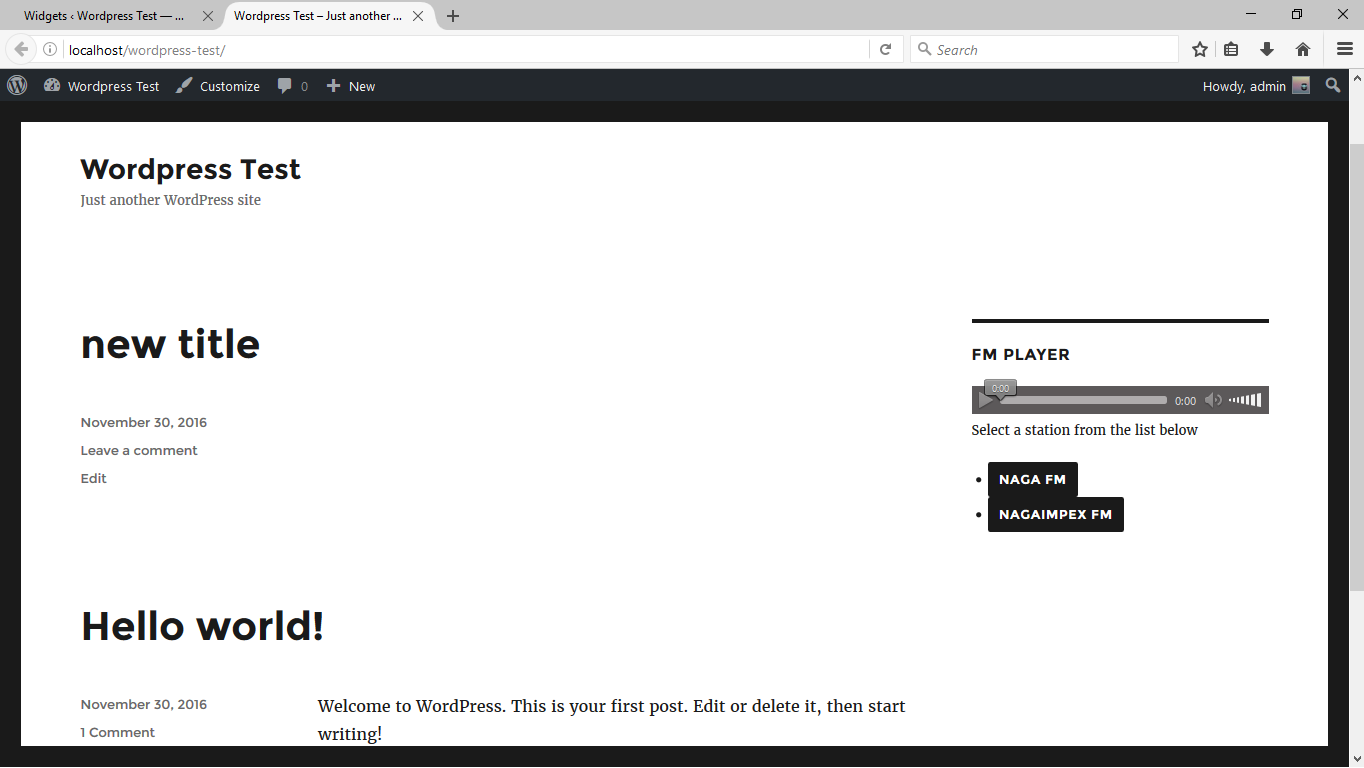 Widgets ‹ Wordpress Test — ...
Wordpress Test – Just another ...
localhost/wordpress-test/
Search
Wordpress Test
Customize
0
New
Howdy, admin
Wordpress Test
Just another WordPress site
new title
November 30, 2016
Leave a comment
Edit
FM PLAYER
0:00
0:00
Select a station from the list below
NAGA FM
NAGAIMPEX FM
Hello world!
November 30, 2016
1 Comment
Welcome to WordPress. This is your first post. Edit or delete it, then start
writing!